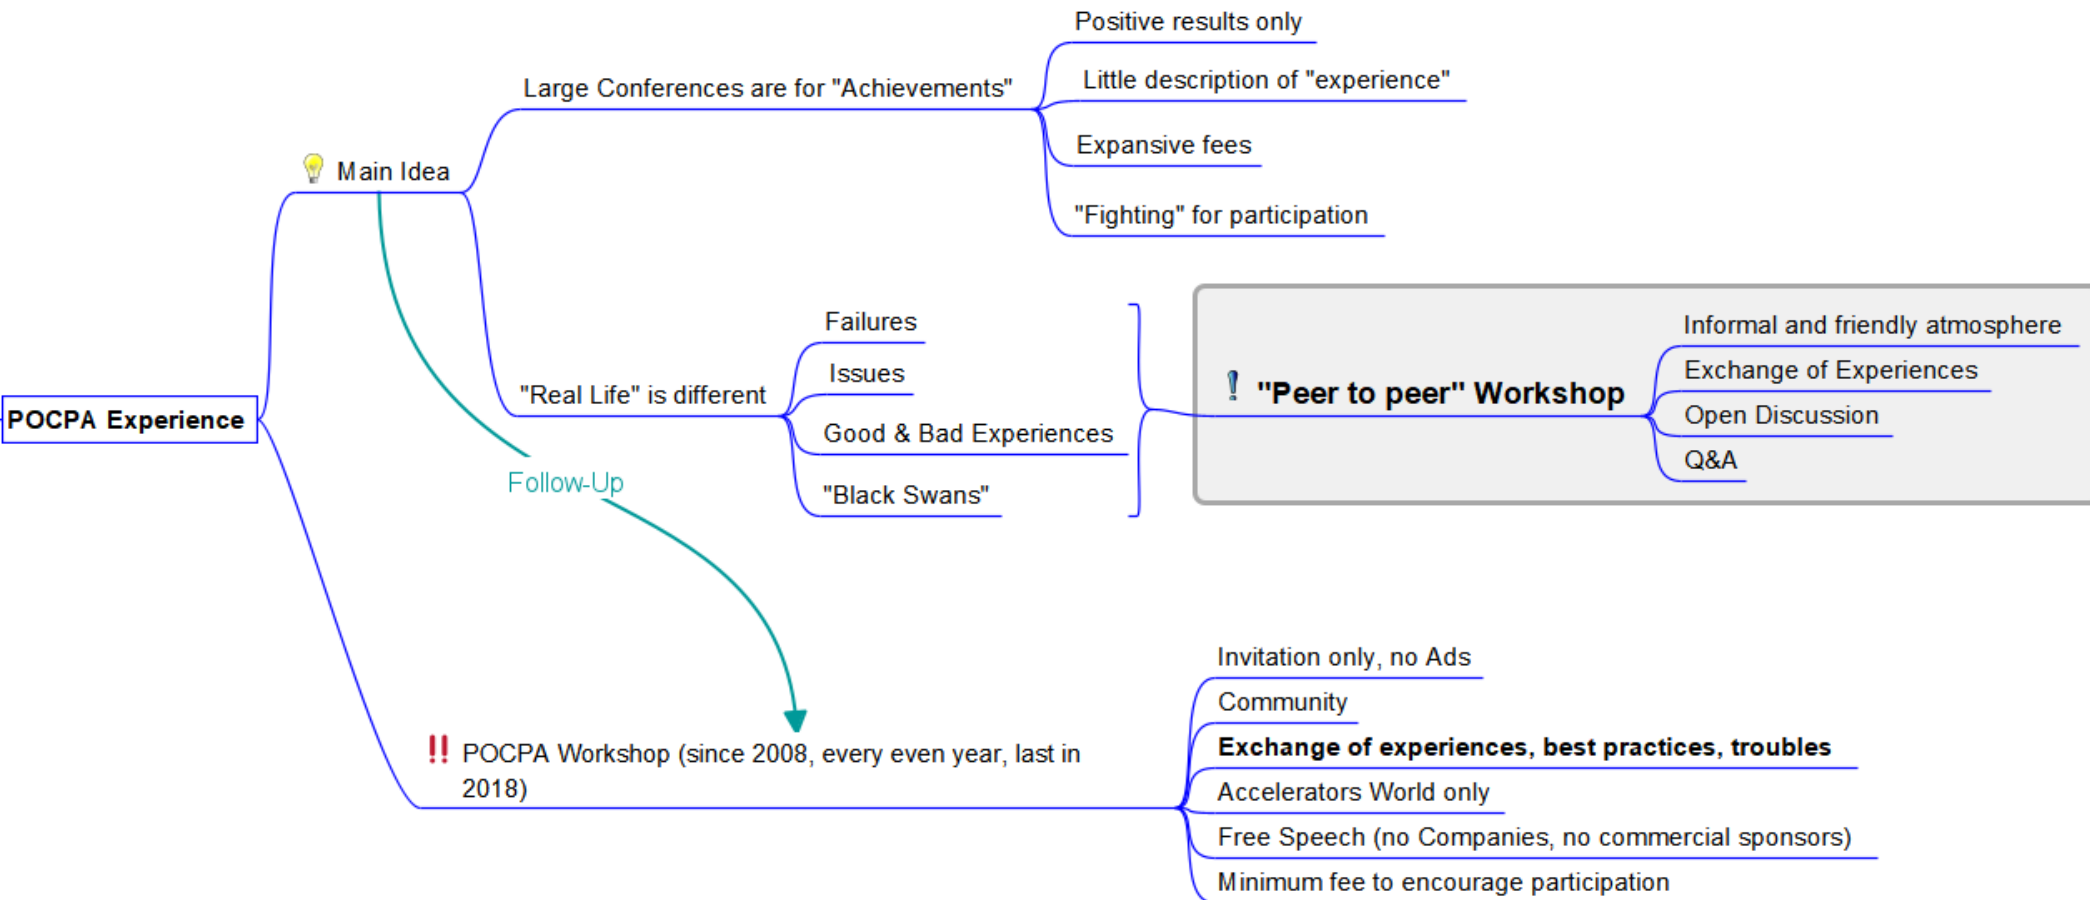 Positive results only
Large Conferences are for "Achievements"
Little description of "experience"
Expansive fees
Main Idea
"Fighting" for participation
Failures
Informal and friendly atmosphere
Issues
Exchange of Experiences
"Real Life" is different
"Peer to peer" Workshop
POCPA Experience
Open Discussion
Good & Bad Experiences
Q&A
Follow-Up
"Black Swans"
Invitation only, no Ads
Community
POCPA Workshop (since 2008, every even year, last in
2018)
Exchange of experiences, best practices, troubles
Accelerators World only
Free Speech (no Companies, no commercial sponsors)
Minimum fee to encourage participation